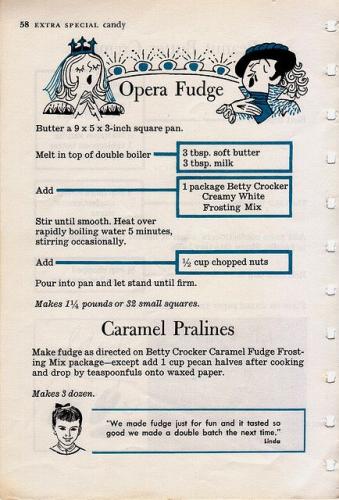 58 EXTRA SPECIAL candy
Opera Fudge
Butter a 9 x 5 x 3-inch square pan.
Melt in top of double boiler
3 tbsp. soft butter
3 tbsp. milk
Add
1 package Betty Crocker
Creamy White
Frosting Mix
Stir until smooth. Heat over
rapidly boiling water 5 minutes,
stirring occasionally.
Add
½ cup chopped nuts
Pour into pan and let stand until firm.
Makes 1¼ pounds or 32 small squares.
Caramel Pralines
Make fudge as directed on Betty Crocker Caramel Fudge Frost-
ing Mix package—except add 1 cup pecan halves after cooking
and drop by teaspoonfuls onto waxed paper.
Makes 3 dozen.
"We made fudge just for fun and it tasted so
good we made a double batch the next time."
Linda